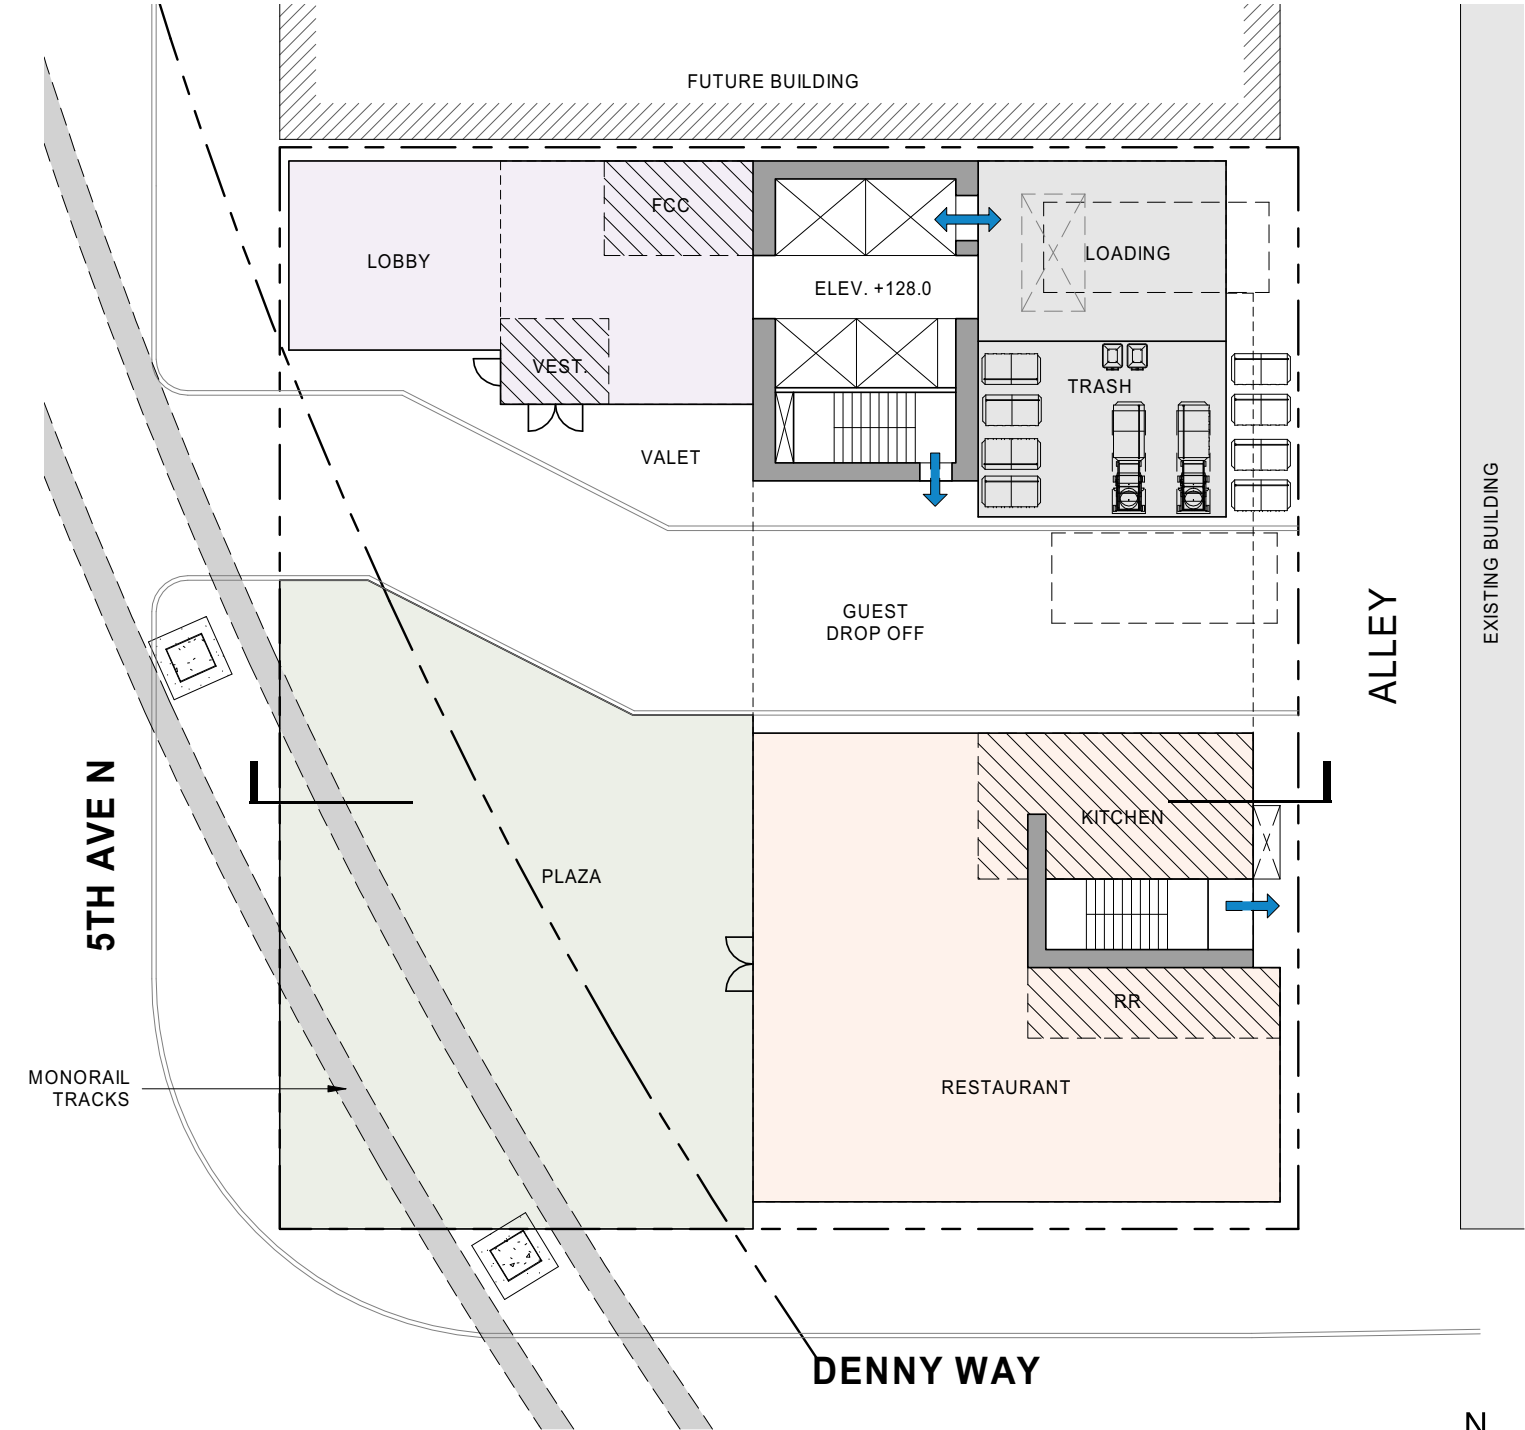 FUTURE BUILDING
FCC
LOBBY
LOADING
ELEV. +128.0
VEST.
TRASH
VALET
EXISTING BUILDING
GUEST
DROP OFF
ALLEY
5TH AVE N
KITCHEN
PLAZA
RR
MONORAIL
TRACKS
RESTAURANT
DENNY WAY
N